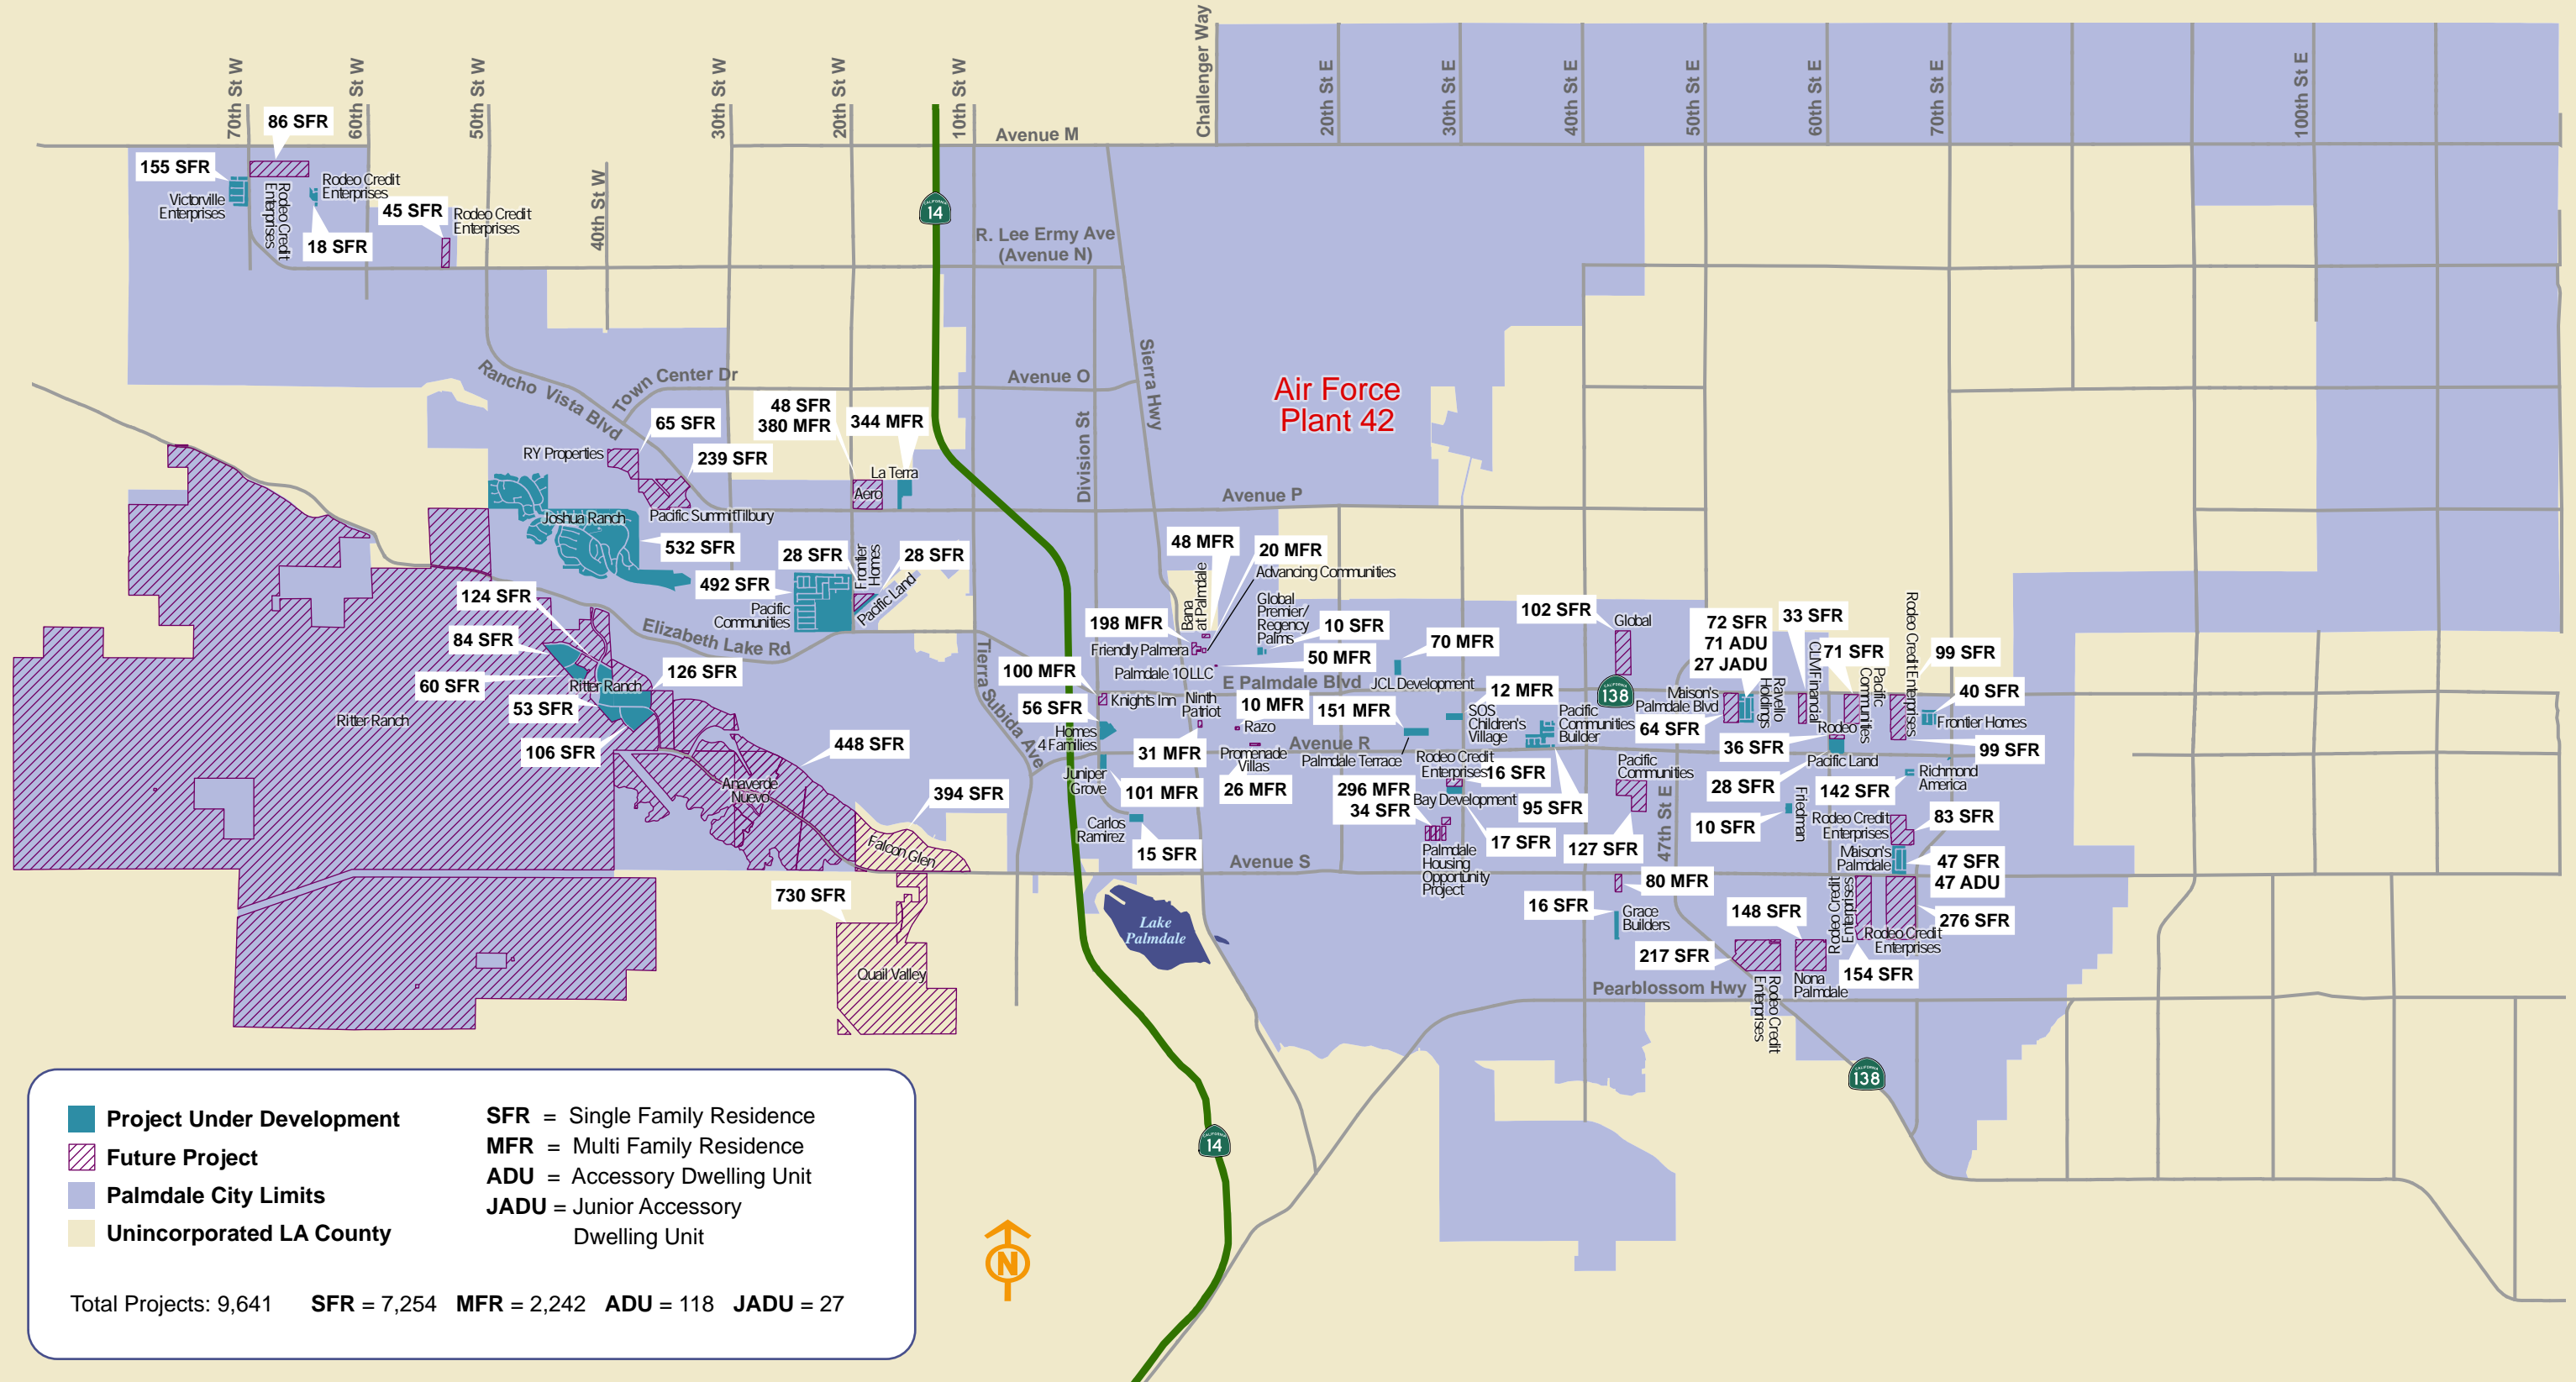 70th St W
60th St W
50th St W
40th St W
30th St W
20th St W
10th St W
Challenger Way
20th St E
30th St E
40th St E
50th St E
60th St E
70th St E
100th St E
Avenue M
86 SFR
155 SFR
Victorville
Enterprises
Rodeo Credit
Enterprises
Rodeo Credit
Enterprises
18 SFR
45 SFR
Rodeo Credit
Enterprises
CALIFORNIA
14
R. Lee Ermy Ave
(Avenue N)
Rancho Vista Blvd
Town Center Dr
Avenue O
Sierra Hwy
Division St
Air Force
Plant 42
65 SFR
RY Properties
239 SFR
Pacific Summit
Tilbury
48 SFR
380 MFR
344 MFR
La Terra
Aero
Avenue P
Joshua Ranch
532 SFR
28 SFR
Frontier
Homes
28 SFR
492 SFR
Pacific
Communities
Pacific Land
Elizabeth Lake Rd
124 SFR
84 SFR
60 SFR
53 SFR
106 SFR
126 SFR
Ritter Ranch
Ritter Ranch
448 SFR
Anaverde
Nuevo
394 SFR
Falcon Glen
730 SFR
Quail Valley
Tierra Subida Ave
48 MFR
Bana
at Palmdale
20 MFR
Advancing Communities
198 MFR
Friendly Palmera
Global
Premier/
Regency
Palms
10 SFR
50 MFR
Palmdale 10 LLC
E Palmdale Blvd
100 MFR
Knights Inn
56 SFR
Homes
4 Families
Ninth
Patriot
31 MFR
10 MFR
Razo
Promenade
Villas
26 MFR
Juniper
Grove
101 MFR
Carlos
Ramirez
15 SFR
Avenue R
Avenue S
Lake
Palmdale
70 MFR
JCL Development
151 MFR
Palmdale Terrace
12 MFR
SOS
Children's
Village
Pacific
Communities
Builder
95 SFR
Rodeo Credit
Enterprises
16 SFR
296 MFR
34 SFR
Bay Development
17 SFR
Palmdale
Housing
Opportunity
Project
102 SFR
Global
CALIFORNIA
138
Pacific
Communities
127 SFR
47th St E
80 MFR
16 SFR
Grace
Builders
72 SFR
71 ADU
27 JADU
Maison's
Palmdale Blvd
64 SFR
Ravello
Holdings
33 SFR
CLM Financial
71 SFR
Pacific
Communities
Rodeo
36 SFR
Pacific Land
28 SFR
Rodeo Credit Enterprises
99 SFR
40 SFR
Frontier Homes
99 SFR
Richmond
America
142 SFR
10 SFR
Friedman
Rodeo Credit
Enterprises
83 SFR
Maison's
Palmdale
47 SFR
47 ADU
148 SFR
Nona
Palmdale
217 SFR
Rodeo Credit
Enterprises
Rodeo Credit
Enterprises
154 SFR
Rodeo Credit
Enterprises
276 SFR
Pearblossom Hwy
CALIFORNIA
138
CALIFORNIA
14
N
Project Under Development
Future Project
Palmdale City Limits
Unincorporated LA County
SFR = Single Family Residence
MFR = Multi Family Residence
ADU = Accessory Dwelling Unit
JADU = Junior Accessory
Dwelling Unit
Total Projects: 9,641 SFR = 7,254 MFR = 2,242 ADU = 118 JADU = 27